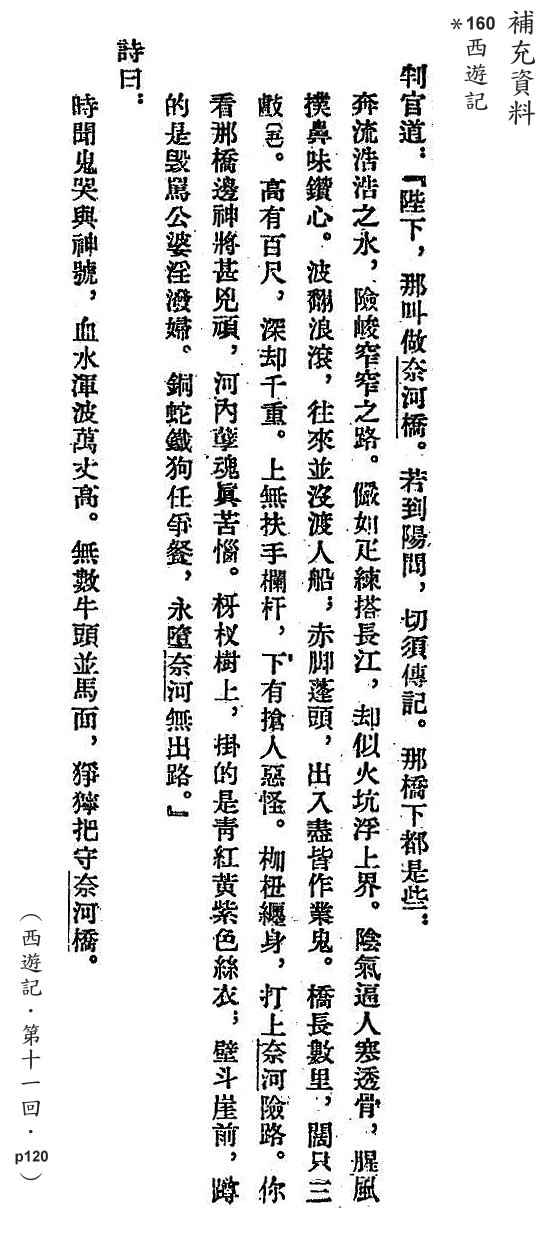 補充資料
＊160 西遊記
判官道：『陛下，那叫做奈河橋。若到陽間，切須傳記。那橋下都是些：
奔流浩浩之水，險峻窄窄之路。儼如疋練搭長江，却似火坑浮上界。陰氣逼人寒透骨，腥風
撲鼻味鑽心。波翻浪滾，往來並沒渡人船；赤脚蓬頭，出入盡皆作業鬼。橋長數里，闊只三
。高有百尺，深却千重。上無扶手欄杆，下有搶人惡怪。枷杻纏身，打上奈河險路。你
看那橋邊神將甚兇頑，河內孽魂眞苦惱。枒杈樹上，掛的是靑紅黃紫色絲衣；壁斗崖前，蹲
的是毀罵公婆淫潑婦。銅蛇鐵狗任爭餐，永墮奈河無出路。』
詩曰：
時聞鬼哭與神號，血水渾波萬丈高。無數牛頭並馬面，猙獰把守奈河橋。
（西遊記．第十一回．p120）